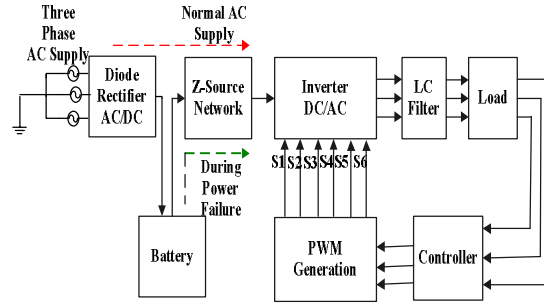 Three
Phase
AC Supply
Normal AC
Supply
Diode
Rectifier
AC/DC
Z-Source
Network
Inverter
DC/AC
LC
Filter
Load
During
Power
Failure
S1 S2 S3 S4 S5 S6
Battery
PWM
Generation
Controller